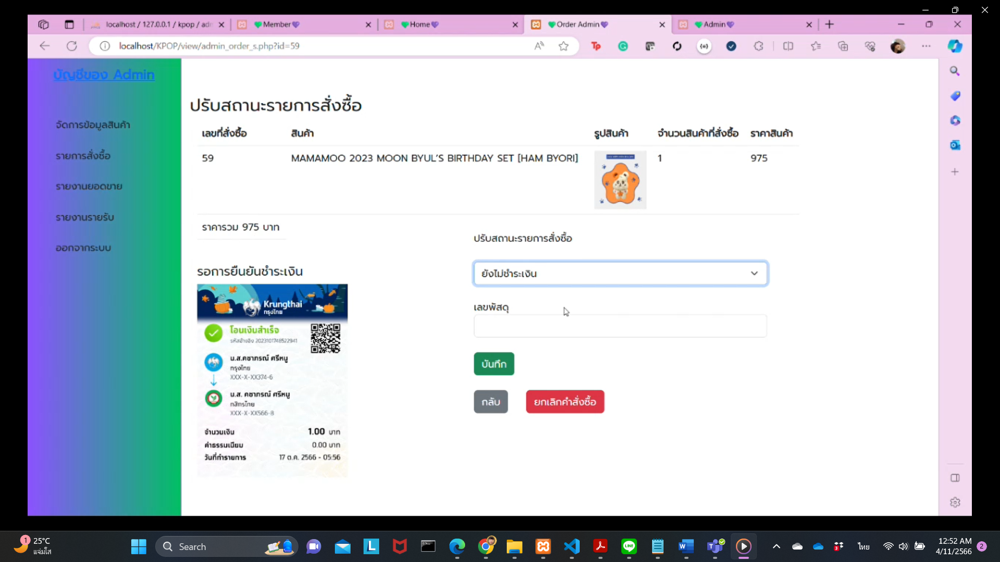 localhost / 127.0.0.1 / kpop / adm
💚Member💜
💚Home💜
💚Order Admin💜
💚Admin💜
localhost/KPOP/view/admin_order_s.php?id=59
บัญชีของ Admin
จัดการข้อมูลสินค้า
รายการสั่งซื้อ
รายงานยอดขาย
รายงานรายรับ
ออกจากระบบ
ปรับสถานะรายการสั่งซื้อ
เลขที่สั่งซื้อ สินค้า รูปสินค้า จำนวนสินค้าที่สั่งซื้อ ราคาสินค้า
59 MAMAMOO 2023 MOON BYUL'S BIRTHDAY SET [HAM BYORI] 1 975
ราคารวม 975 บาท
ปรับสถานะรายการสั่งซื้อ
ยังไม่ชำระเงิน
เลขพัสดุ
บันทึก
กลับ ยกเลิกคำสั่งซื้อ
รอการยืนยันชำระเงิน
Krungthai
กรุงไทย
โอนเงินสำเร็จ
รหัสอ้างอิง 2023101748522941
น.ส.คชาภรณ์ ศรีหนู
กรุงไทย
XXX-X-XX374-6
น.ส. คชาภรณ์ ศรีหนู
กสิกรไทย
XXX-X-XX566-8
จำนวนเงิน 1.00 บาท
ค่าธรรมเนียม 0.00 บาท
วันที่ทำรายการ 17 ต.ค. 2566 - 05:56
1
25°C
แจ่มใส
Search
ไทย
12:52 AM
4/11/2566
2